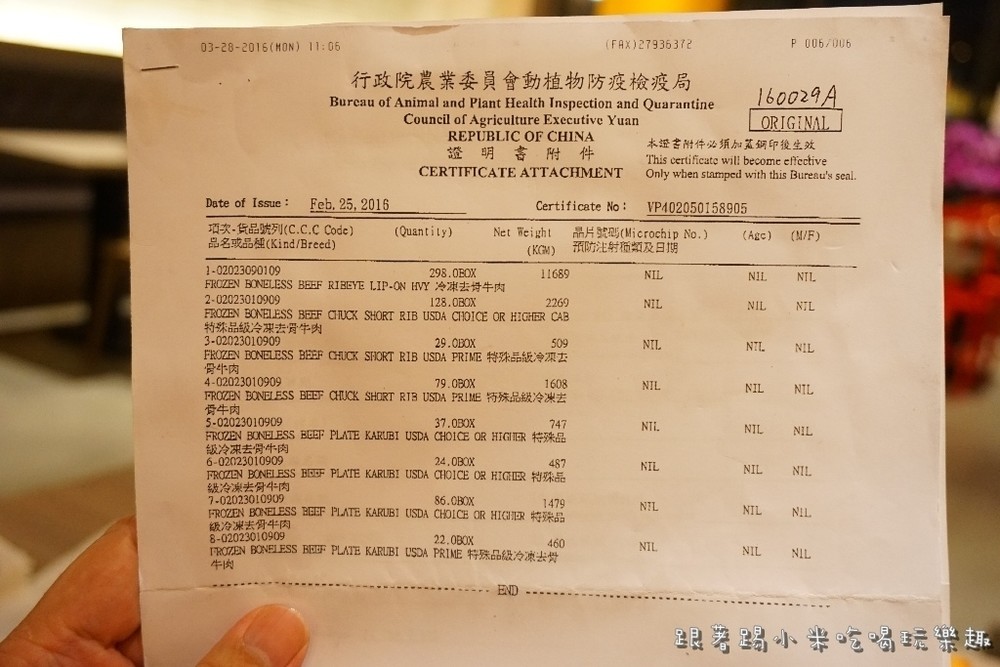 03-28-2016(MON) 11:06 (FAX)27936372 P 006/006
行政院農業委員會動植物防疫檢疫局
Bureau of Animal and Plant Health Inspection and Quarantine
Council of Agriculture Executive Yuan
REPUBLIC OF CHINA
證明書附件
CERTIFICATE ATTACHMENT
160029A
ORIGINAL
本證書附件必須加蓋鋼印後生效
This certificate will become effective
Only when stamped with this Bureau's seal.
Date of Issue： Feb. 25, 2016 Certificate No： VP402050158905
項次-貨品號列(C.C.C Code) (Quantity) Net Weight 晶片號碼(Microchip No.) (Age) (M/F)
品名或品種(Kind/Breed) (KGM) 預防注射種類及日期
1-02023090109 298.0BOX 11689 NIL NIL NIL
FROZEN BONELESS BEEF RIBEYE LIP-ON HVY 冷凍去骨牛肉
2-02023010909 128.0BOX 2269 NIL NIL NIL
FROZEN BONELESS BEEF CHUCK SHORT RIB USDA CHOICE OR HIGHER CAB
特殊品級冷凍去骨牛肉
3-02023010909 29.0BOX 509 NIL NIL NIL
FROZEN BONELESS BEEF CHUCK SHORT RIB USDA PRIME 特殊品級冷凍去
骨牛肉
4-02023010909 79.0BOX 1608 NIL NIL NIL
FROZEN BONELESS BEEF CHUCK SHORT RIB USDA PRIME 特殊品級冷凍去
骨牛肉
5-02023010909 37.0BOX 747 NIL NIL NIL
FROZEN BONELESS BEEF PLATE KARUBI USDA CHOICE OR HIGHER 特殊品
級冷凍去骨牛肉
6-02023010909 24.0BOX 487 NIL NIL NIL
FROZEN BONELESS BEEF PLATE KARUBI USDA CHOICE OR HIGHER 特殊品
級冷凍去骨牛肉
7-02023010909 86.0BOX 1479 NIL NIL NIL
FROZEN BONELESS BEEF PLATE KARUBI USDA CHOICE OR HIGHER 特殊品
級冷凍去骨牛肉
8-02023010909 22.0BOX 460 NIL NIL NIL
FROZEN BONELESS BEEF PLATE KARUBI USDA PRIME 特殊品級冷凍去骨
牛肉
END
跟著踢小米吃喝玩樂趣